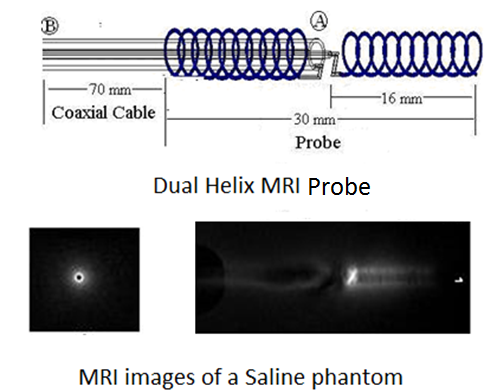 B
A
70 mm
Coaxial Cable
16 mm
30 mm
Probe
Dual Helix MRI Probe
MRI images of a Saline phantom